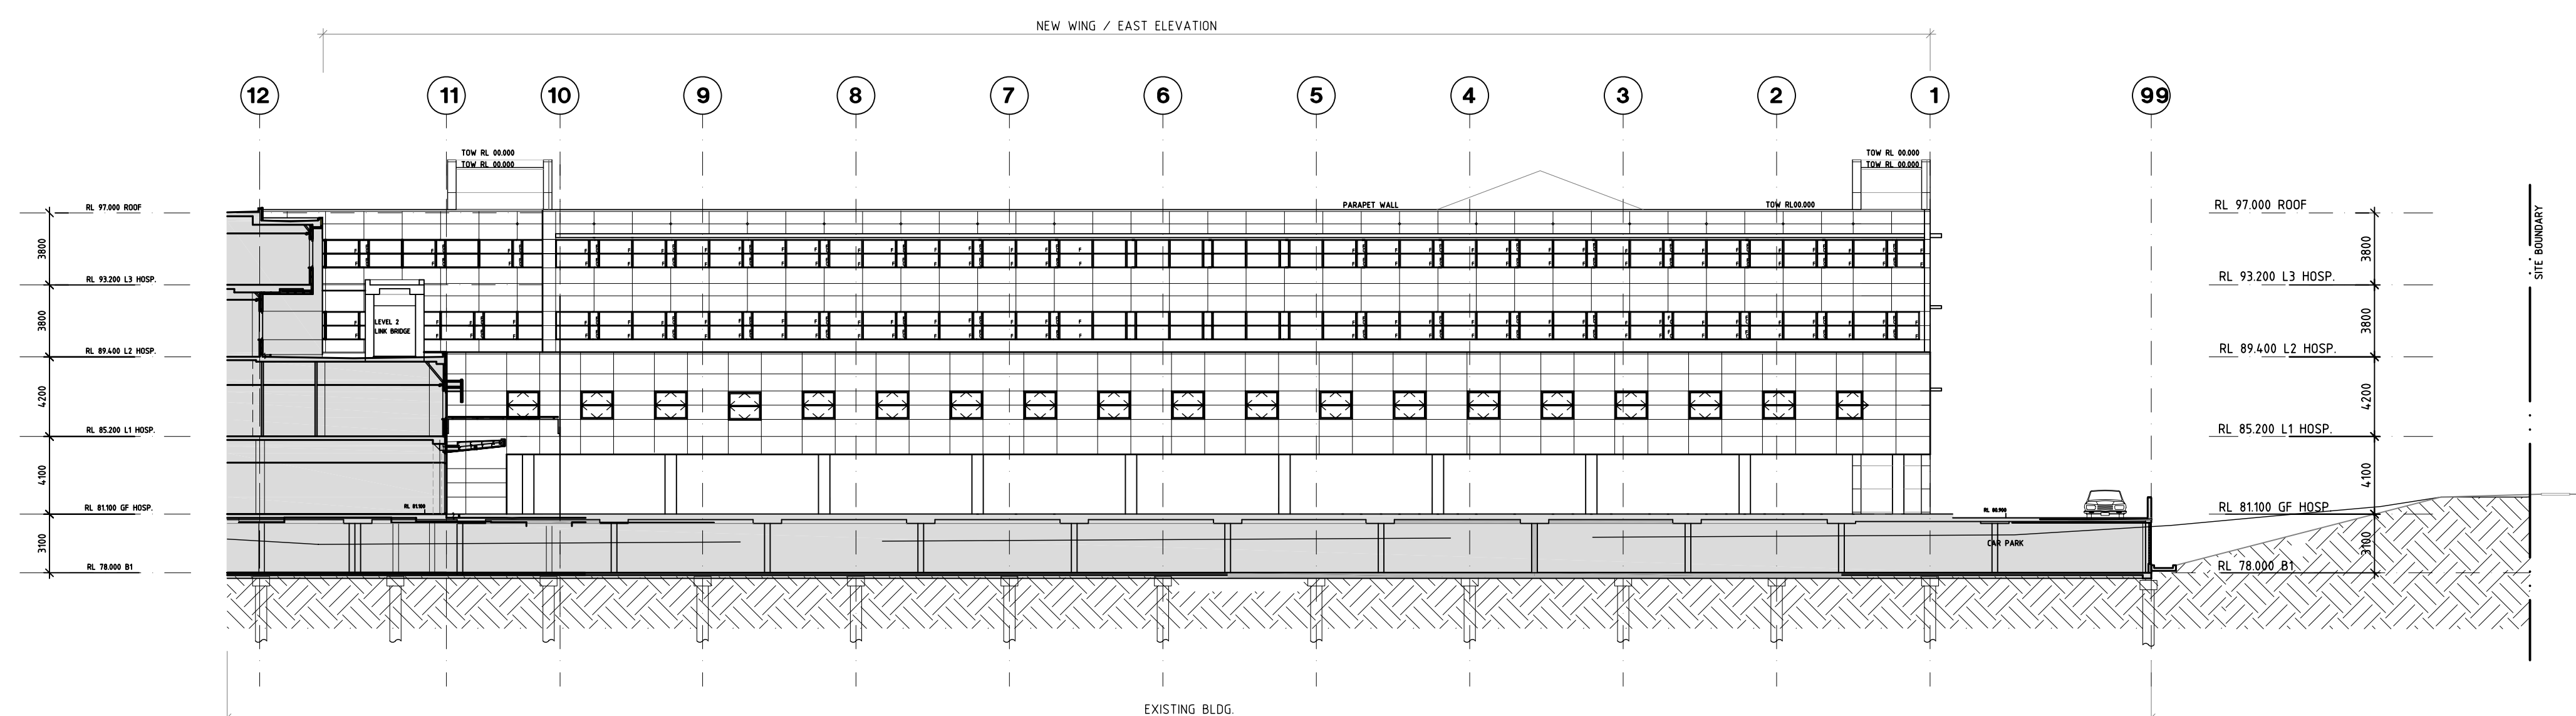 NEW WING / EAST ELEVATION
12 11 10 9 8 7 6 5 4 3 2 1 99
TOW RL 00.000
TOW RL 00.000
TOW RL 00.000
TOW RL 00.000
PARAPET WALL
TOW RL00.000
RL 97.000 ROOF
RL 97.000 ROOF
3800
3800
SITE BOUNDARY
RL 93.200 L3 HOSP.
RL 93.200 L3 HOSP.
3800
3800
LEVEL 2
LINK BRIDGE
RL 89.400 L2 HOSP.
RL 89.400 L2 HOSP.
4200
4200
RL 85.200 L1 HOSP.
RL 85.200 L1 HOSP.
4100
4100
RL 81.100 GF HOSP.
RL 81.100
RL 80.900
RL 81.100 GF HOSP.
3100
3100
CAR PARK
RL 78.000 B1
RL 78.000 B1
EXISTING BLDG.